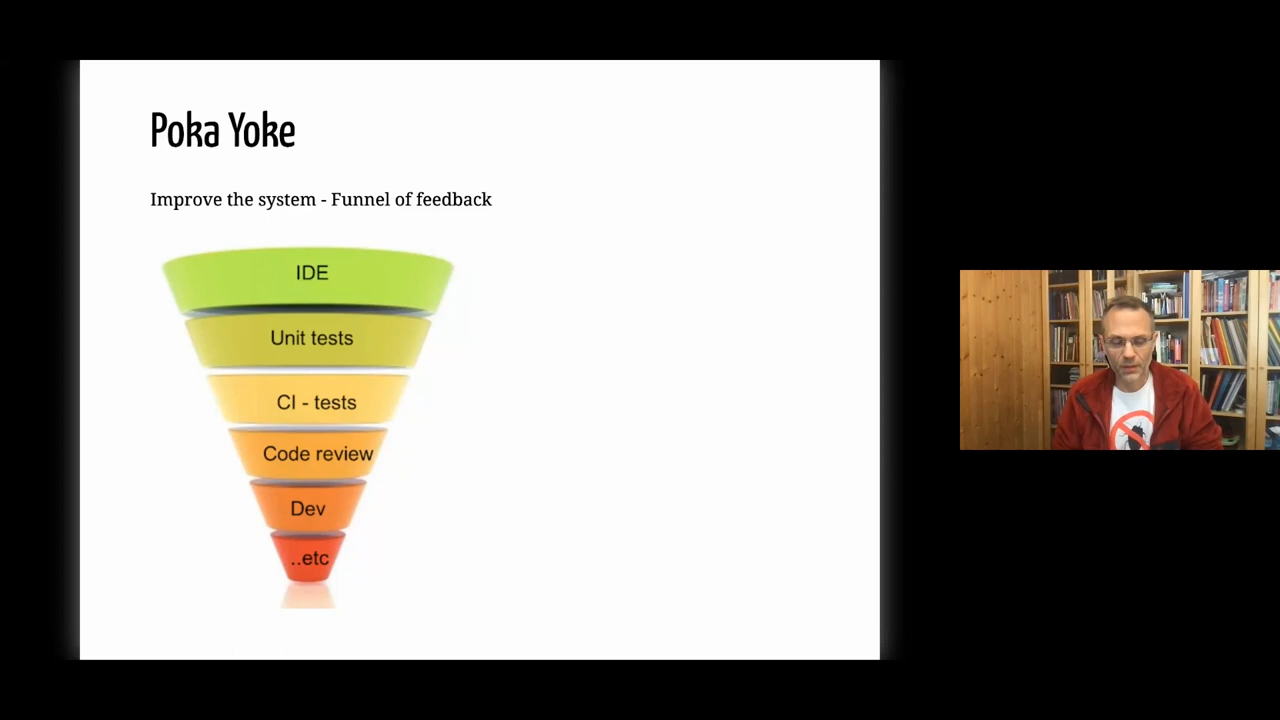 Poka Yoke
Improve the system - Funnel of feedback
IDE
Unit tests
CI - tests
Code review
Dev
..etc